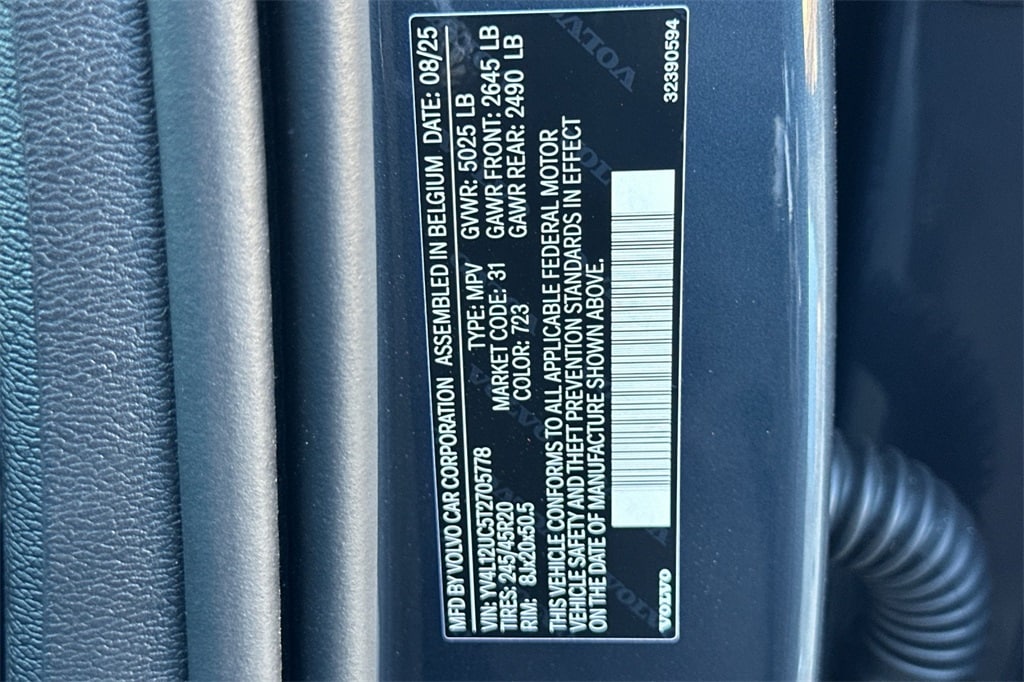 MFD BY VOLVO CAR CORPORATION ASSEMBLED IN BELGIUM DATE: 08/25
VIN: YV4L12UC5T2705778 TYPE: MPV GVWR: 5025 LB
TIRES: 245/45R20 MARKET CODE: 31 GAWR FRONT: 2645 LB
RIM: 8Jx20x50.5 COLOR: 723 GAWR REAR: 2490 LB
THIS VEHICLE CONFORMS TO ALL APPLICABLE FEDERAL MOTOR
VEHICLE SAFETY AND THEFT PREVENTION STANDARDS IN EFFECT
ON THE DATE OF MANUFACTURE SHOWN ABOVE.
VOLVO 32390594